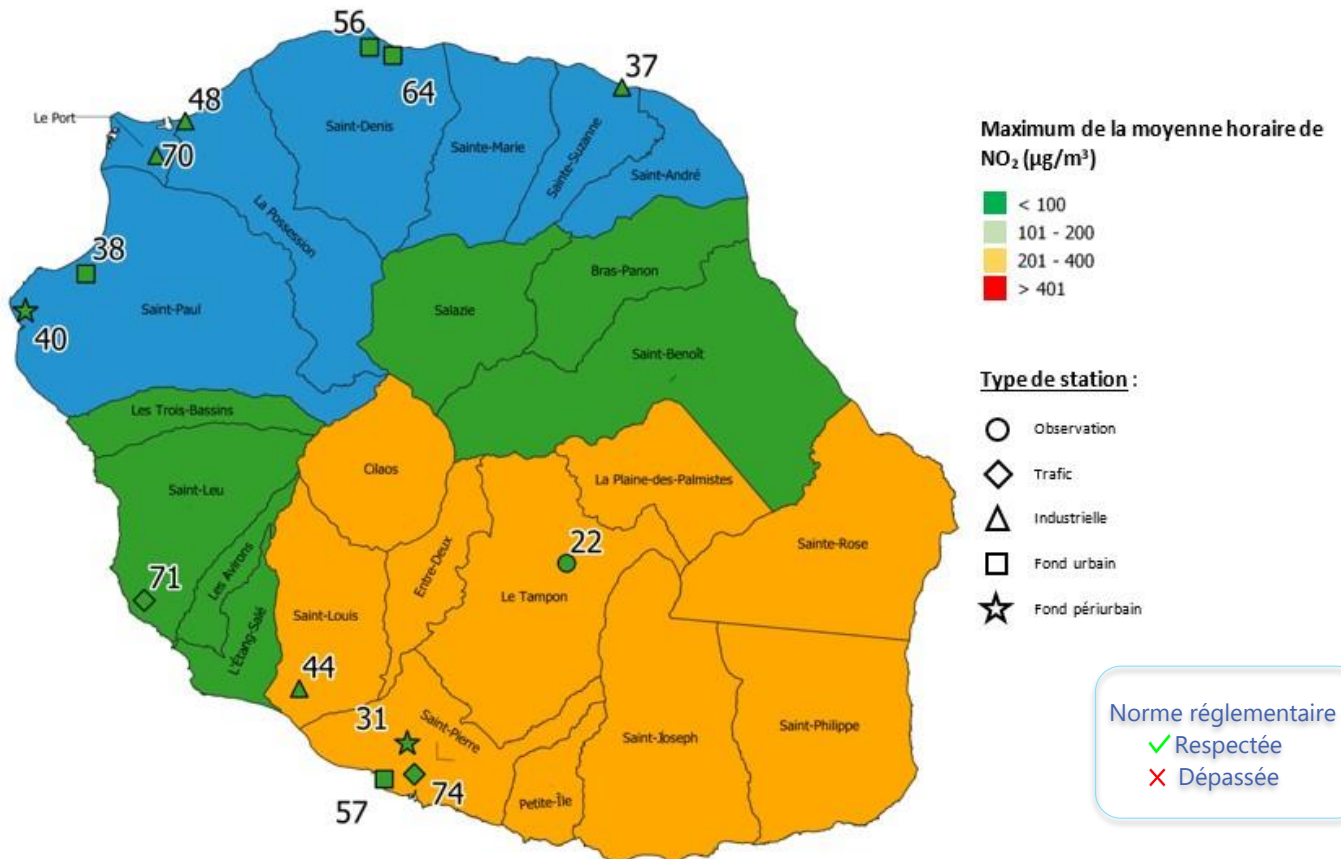 56
64
37
48
Le Port
70
Saint-Denis
Sainte-Marie
Sainte-Suzanne
Saint-André
La Possession
38
Saint-Paul
40
Salazie
Bras-Panon
Saint-Benoît
Les Trois-Bassins
Cilaos
Saint-Leu
La Plaine-des-Palmistes
Sainte-Rose
71
Les Avirons
L'Étang-Salé
Saint-Louis
Entre-Deux
22
Le Tampon
44
31
Saint-Pierre
Saint-Joseph
Saint-Philippe
57
74
Petite-Île
Maximum de la moyenne horaire de
NO₂ (µg/m³)
< 100
101 - 200
201 - 400
> 401
Type de station :
Observation
Trafic
Industrielle
Fond urbain
Fond périurbain
Norme réglementaire
✓ Respectée
✕ Dépassée